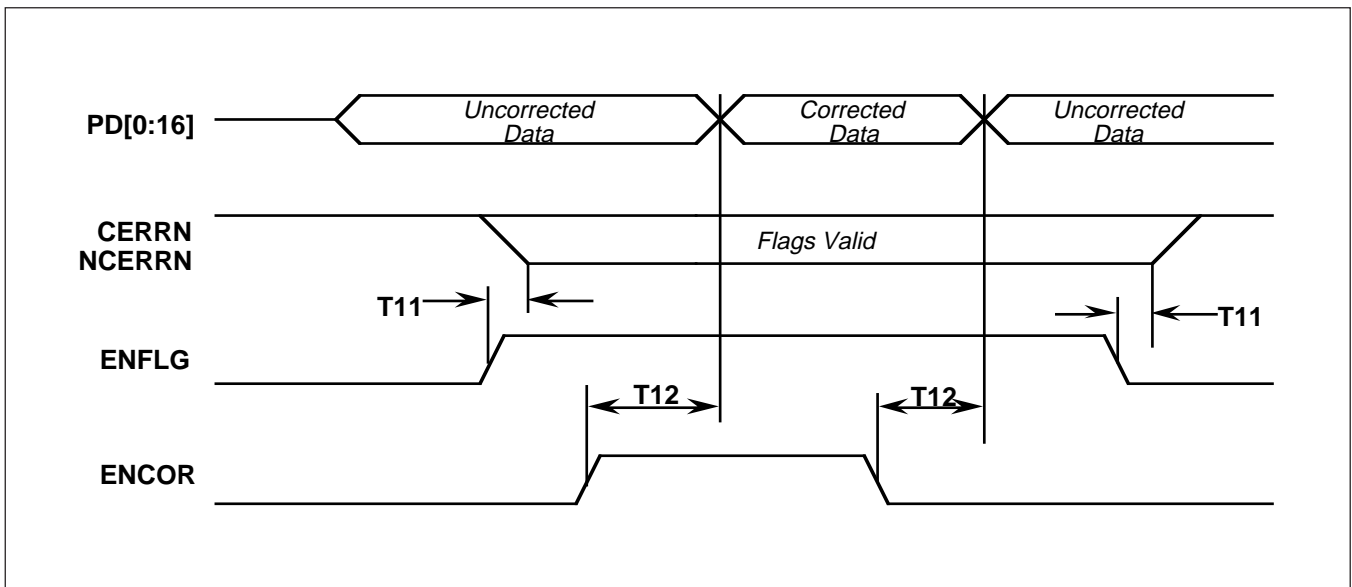 PD[0:16]
Uncorrected
Data
Corrected
Data
Uncorrected
Data
CERRN
NCERRN
Flags Valid
T11
T11
ENFLG
T12
T12
ENCOR